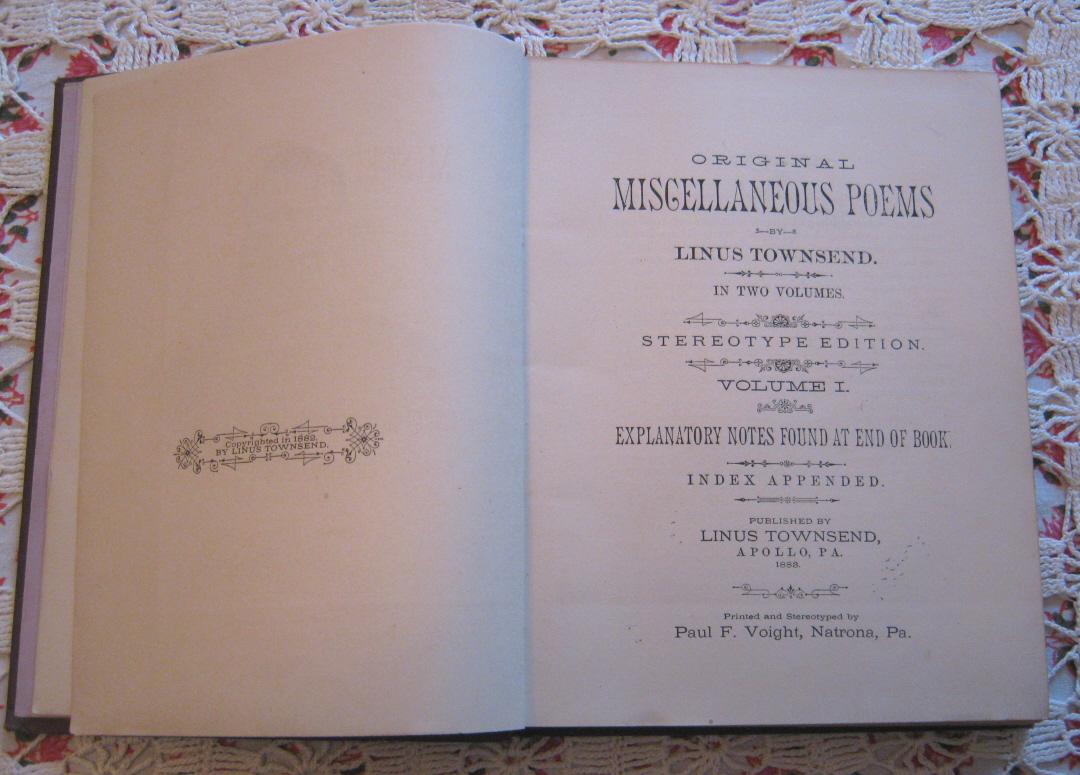 Copyrighted in 1882,
BY LINUS TOWNSEND.
ORIGINAL
MISCELLANEOUS POEMS
—BY—
LINUS TOWNSEND.
IN TWO VOLUMES.
STEREOTYPE EDITION.
VOLUME I.
EXPLANATORY NOTES FOUND AT END OF BOOK.
INDEX APPENDED.
PUBLISHED BY
LINUS TOWNSEND,
APOLLO, PA.
1883.
Printed and Stereotyped by
Paul F. Voight, Natrona, Pa.